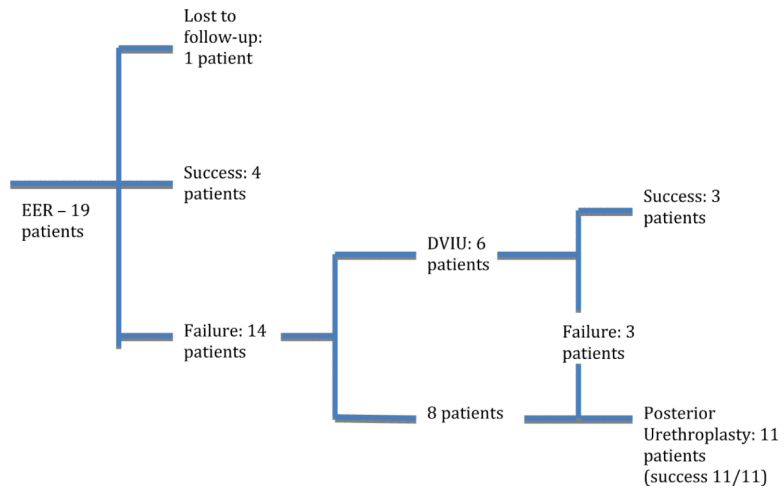 Lost to
follow-up:
1 patient
Success: 4
patients
EER – 19
patients
Failure: 14
patients
DVIU: 6
patients
8 patients
Success: 3
patients
Failure: 3
patients
Posterior
Urethroplasty: 11
patients
(success 11/11)